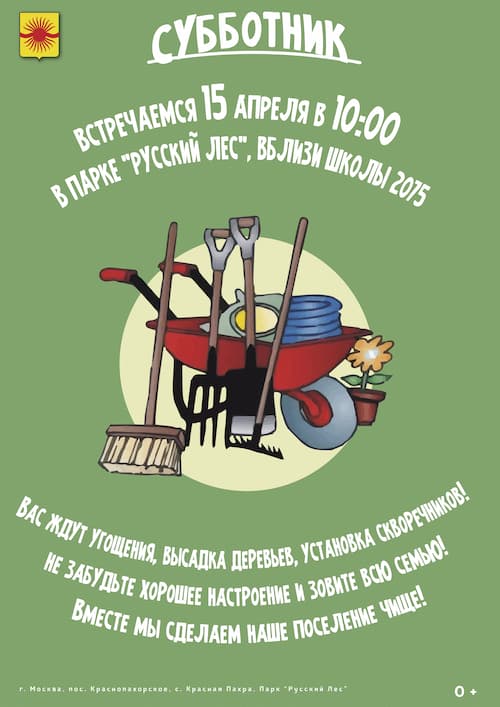 СУББОТНИК
ВСТРЕЧАЕМСЯ 15 АПРЕЛЯ В 10:00
В ПАРКЕ "РУССКИЙ ЛЕС", ВБЛИЗИ ШКОЛЫ 2075
ВАС ЖДУТ УГОЩЕНИЯ, ВЫСАДКА ДЕРЕВЬЕВ, УСТАНОВКА СКВОРЕЧНИКОВ!
НЕ ЗАБУДЬТЕ ХОРОШЕЕ НАСТРОЕНИЕ И ЗОВИТЕ ВСЮ СЕМЬЮ!
ВМЕСТЕ МЫ СДЕЛАЕМ НАШЕ ПОСЕЛЕНИЕ ЧИЩЕ!
г. Москва, пос. Краснопахорское, с. Красная Пахра, Парк "Русский Лес"
0 +